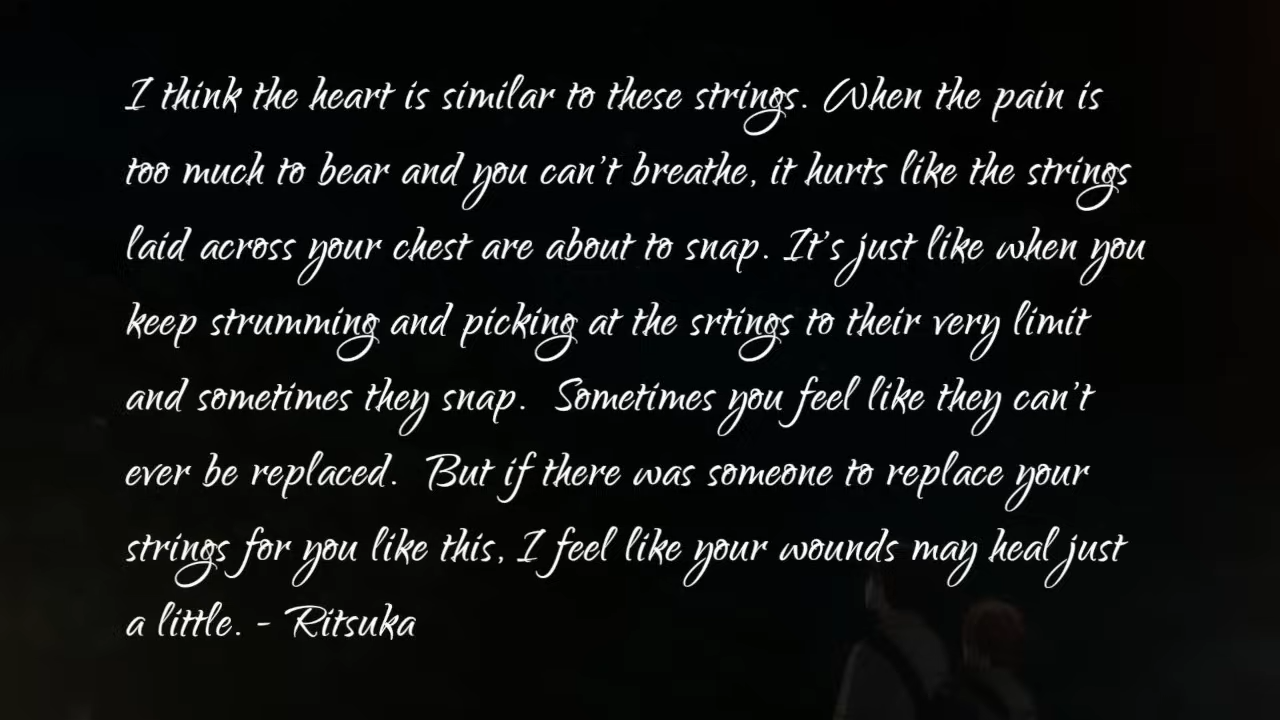 I think the heart is similar to these strings. When the pain is
too much to bear and you can't breathe, it hurts like the strings
laid across your chest are about to snap. It's just like when you
keep strumming and picking at the srtings to their very limit
and sometimes they snap.  Sometimes you feel like they can't
ever be replaced.  But if there was someone to replace your
strings for you like this, I feel like your wounds may heal just
a little. - Ritsuka